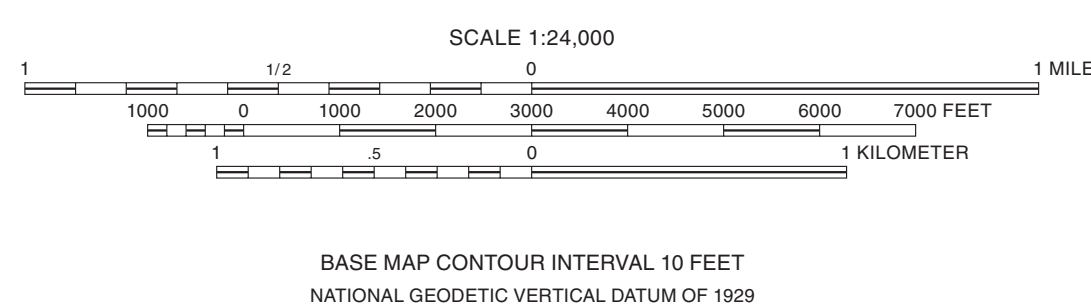 SCALE 1:24,000
1 1/2 0 1 MILE
1000 0 1000 2000 3000 4000 5000 6000 7000 FEET
1 .5 0 1 KILOMETER
BASE MAP CONTOUR INTERVAL 10 FEET
NATIONAL GEODETIC VERTICAL DATUM OF 1929